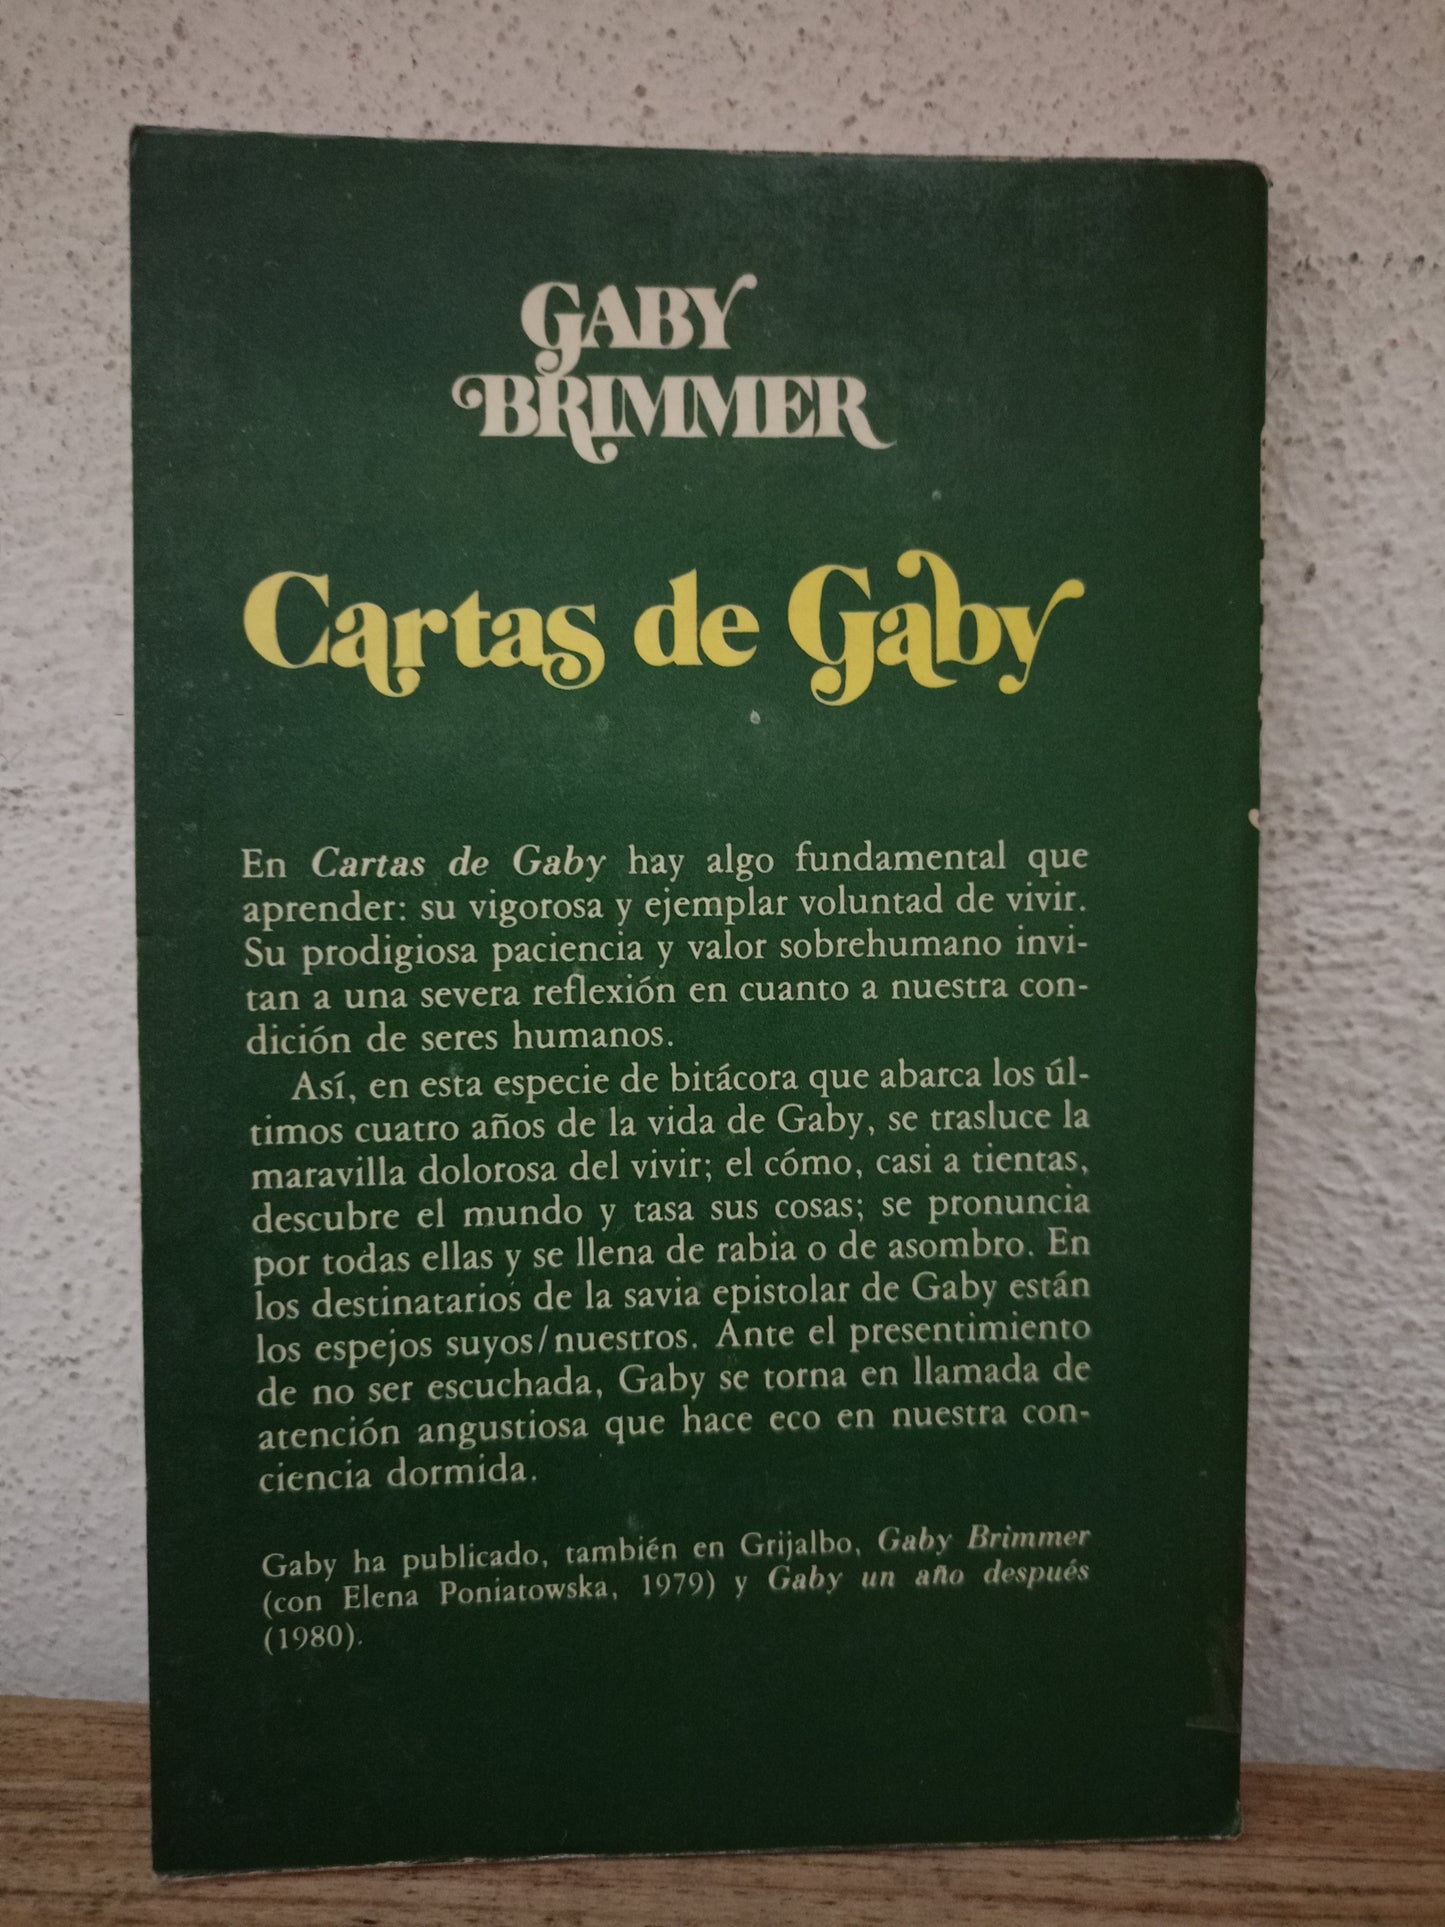 GABY
BRIMMER
Cartas de Gaby
En Cartas de Gaby hay algo fundamental que
aprender: su vigorosa y ejemplar voluntad de vivir.
Su prodigiosa paciencia y valor sobrehumano invi-
tan a una severa reflexión en cuanto a nuestra con-
dición de seres humanos.
Así, en esta especie de bitácora que abarca los úl-
timos cuatro años de la vida de Gaby, se trasluce la
maravilla dolorosa del vivir; el cómo, casi a tientas,
descubre el mundo y tasa sus cosas; se pronuncia
por todas ellas y se llena de rabia o de asombro. En
los destinatarios de la savia epistolar de Gaby están
los espejos suyos/nuestros. Ante el presentimiento
de no ser escuchada, Gaby se torna en llamada de
atención angustiosa que hace eco en nuestra con-
ciencia dormida.
Gaby ha publicado, también en Grijalbo, Gaby Brimmer
(con Elena Poniatowska, 1979) y Gaby un año después
(1980).